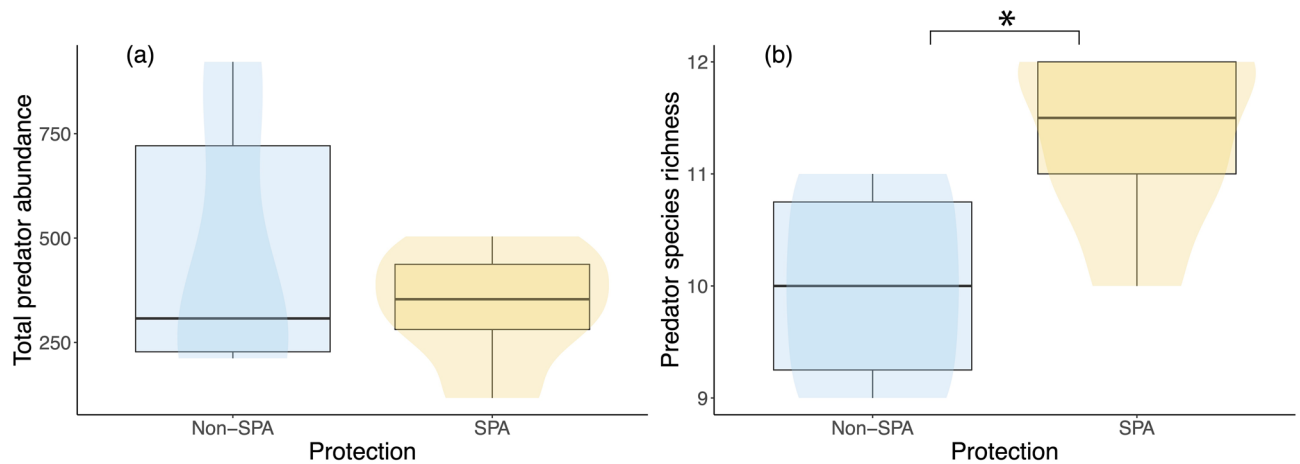 (a)
Total predator abundance
750
500
250
Non−SPA
SPA
Protection
*
(b)
Predator species richness
12
11
10
9
Non−SPA
SPA
Protection